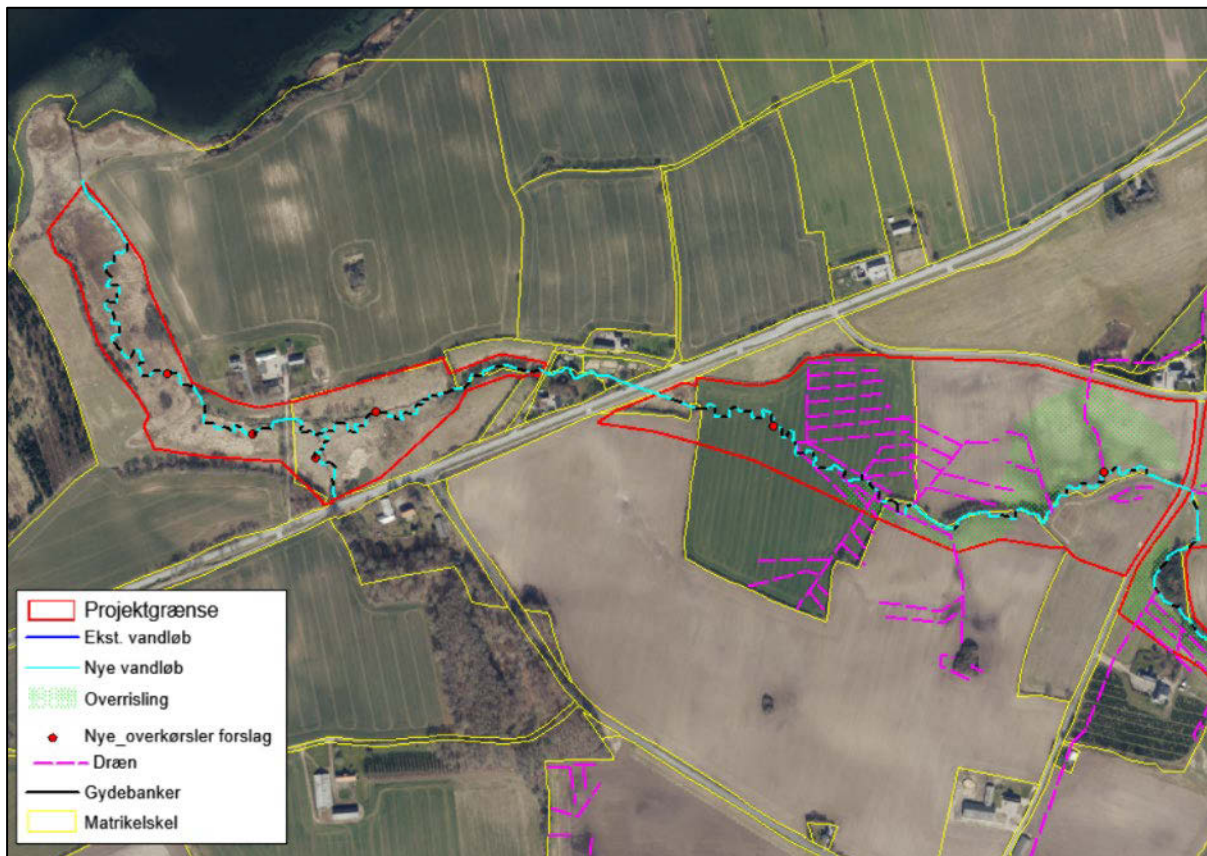 Projektgrænse
Ekst. vandløb
Nye vandløb
Overrisling
Nye_overkørsler forslag
Dræn
Gydebanker
Matrikelskel